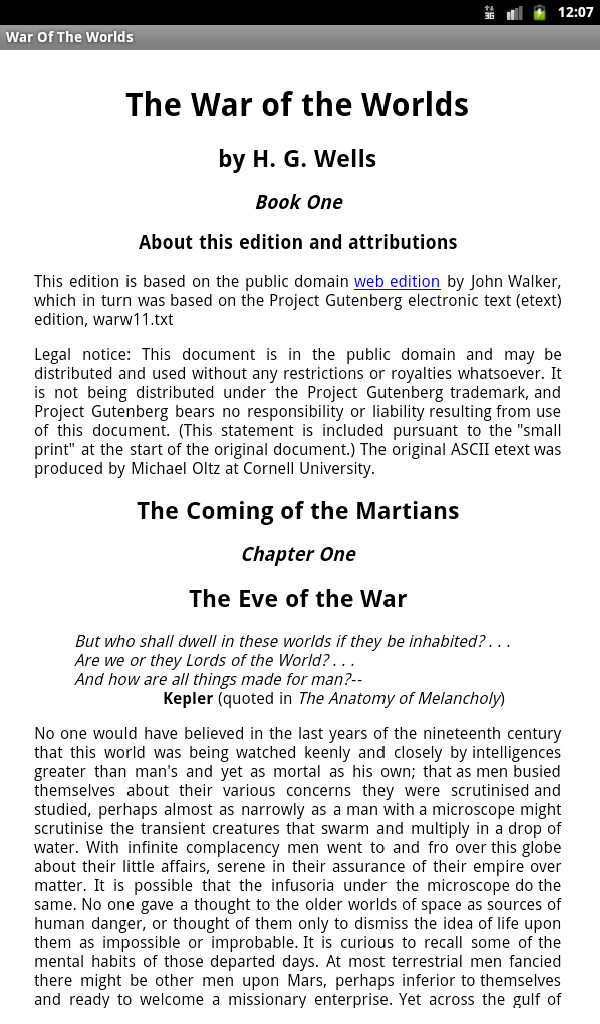 12:07
War Of The Worlds
The War of the Worlds
by H. G. Wells
Book One
About this edition and attributions
This edition is based on the public domain web edition by John Walker,
which in turn was based on the Project Gutenberg electronic text (etext)
edition, warw11.txt
Legal notice: This document is in the public domain and may be
distributed and used without any restrictions or royalties whatsoever. It
is not being distributed under the Project Gutenberg trademark, and
Project Gutenberg bears no responsibility or liability resulting from use
of this document. (This statement is included pursuant to the "small
print" at the start of the original document.) The original ASCII etext was
produced by Michael Oltz at Cornell University.
The Coming of the Martians
Chapter One
The Eve of the War
But who shall dwell in these worlds if they be inhabited? . . .
Are we or they Lords of the World? . . .
And how are all things made for man?--
Kepler (quoted in The Anatomy of Melancholy)
No one would have believed in the last years of the nineteenth century
that this world was being watched keenly and closely by intelligences
greater than man's and yet as mortal as his own; that as men busied
themselves about their various concerns they were scrutinised and
studied, perhaps almost as narrowly as a man with a microscope might
scrutinise the transient creatures that swarm and multiply in a drop of
water. With infinite complacency men went to and fro over this globe
about their little affairs, serene in their assurance of their empire over
matter. It is possible that the infusoria under the microscope do the
same. No one gave a thought to the older worlds of space as sources of
human danger, or thought of them only to dismiss the idea of life upon
them as impossible or improbable. It is curious to recall some of the
mental habits of those departed days. At most terrestrial men fancied
there might be other men upon Mars, perhaps inferior to themselves
and ready to welcome a missionary enterprise. Yet across the gulf of